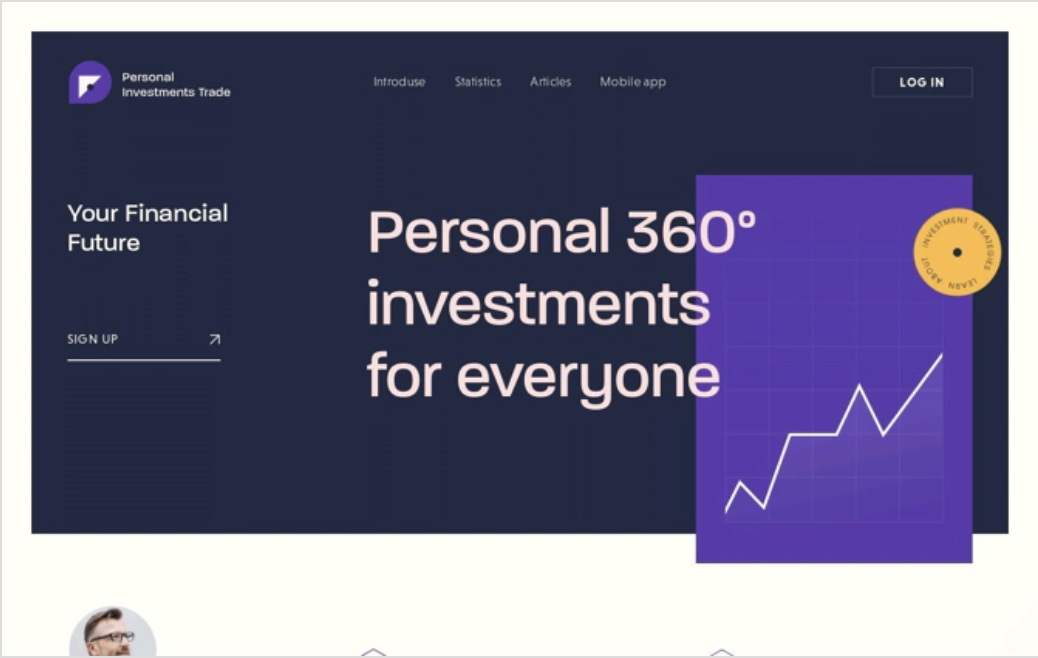 Personal
Investments Trade
Introduse
Statistics
Articles
Mobile app
LOG IN
Your Financial
Future
SIGN UP
Personal 360°
investments
for everyone
LEARN ABOUT INVESTMENT STRATEGIES